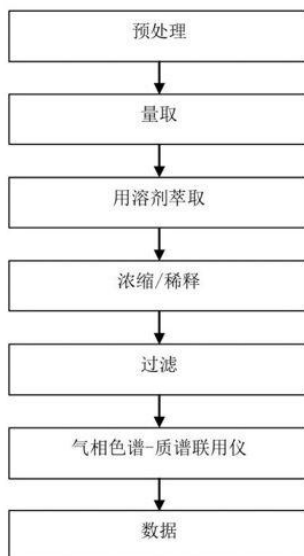 预处理
量取
用溶剂萃取
浓缩/稀释
过滤
气相色谱-质谱联用仪
数据